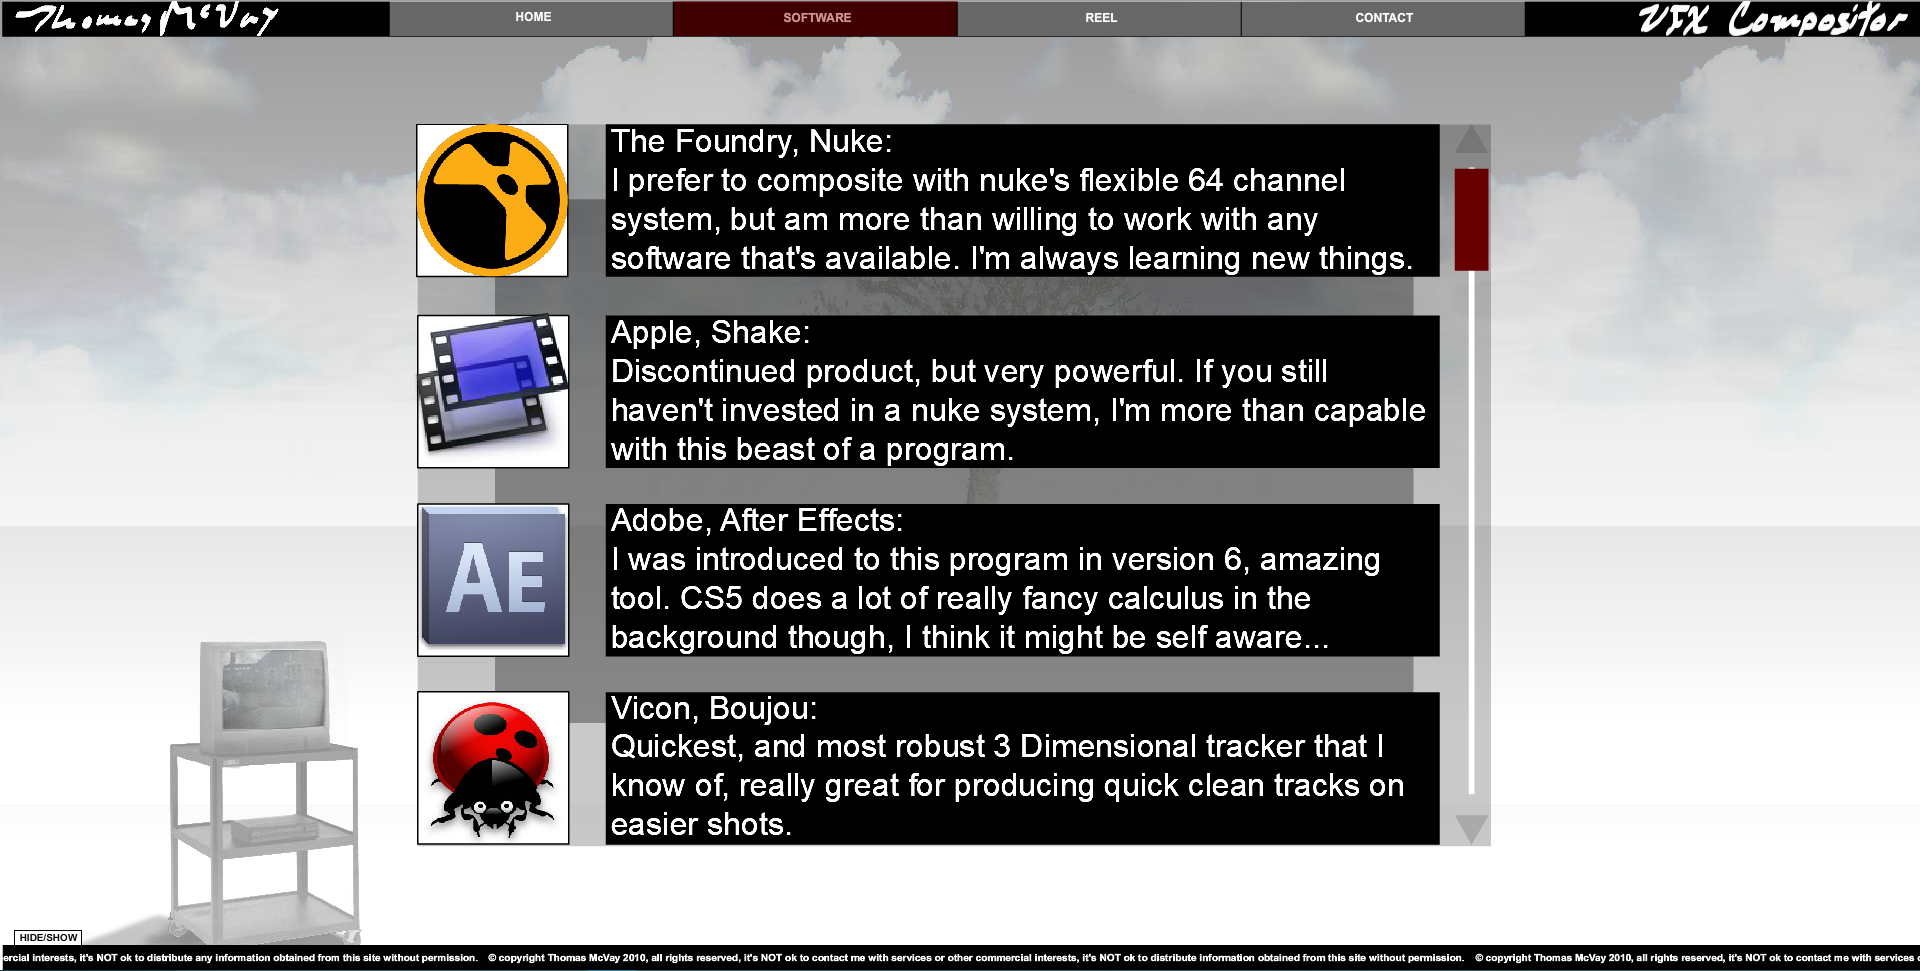 Thomas McVay
HOME
SOFTWARE
REEL
CONTACT
VFX Compositor
The Foundry, Nuke:
I prefer to composite with nuke's flexible 64 channel
system, but am more than willing to work with any
software that's available. I'm always learning new things.
Apple, Shake:
Discontinued product, but very powerful. If you still
haven't invested in a nuke system, I'm more than capable
with this beast of a program.
AE
Adobe, After Effects:
I was introduced to this program in version 6, amazing
tool. CS5 does a lot of really fancy calculus in the
background though, I think it might be self aware...
Vicon, Boujou:
Quickest, and most robust 3 Dimensional tracker that I
know of, really great for producing quick clean tracks on
easier shots.
HIDE/SHOW
ercial interests, it's NOT ok to distribute any information obtained from this site without permission. © copyright Thomas McVay 2010, all rights reserved, it's NOT ok to contact me with services or other commercial interests, it's NOT ok to distribute information obtained from this site without permission. © copyright Thomas McVay 2010, all rights reserved, it's NOT ok to contact me with services